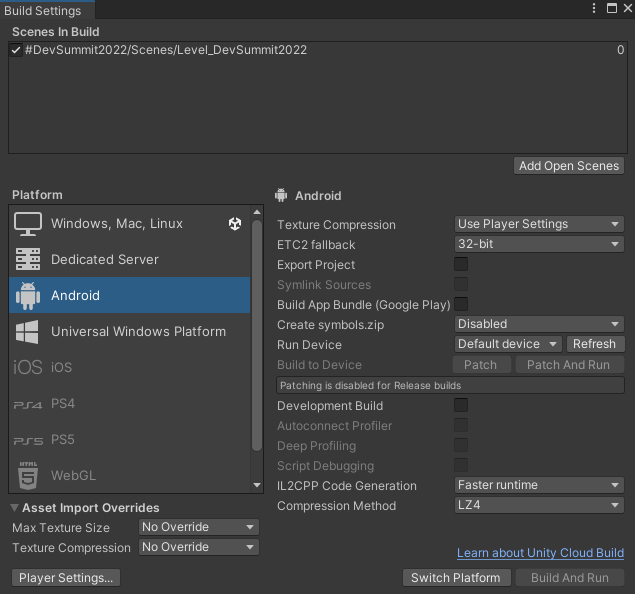 Build Settings
Scenes In Build
#DevSummit2022/Scenes/Level_DevSummit2022 0
Add Open Scenes
Platform
Windows, Mac, Linux
Dedicated Server
Android
Universal Windows Platform
iOS iOS
PS4 PS4
PS5 PS5
HTML 5 WebGL
Asset Import Overrides
Max Texture Size No Override
Texture Compression No Override
Player Settings...
Android
Texture Compression Use Player Settings
ETC2 fallback 32-bit
Export Project
Symlink Sources
Build App Bundle (Google Play)
Create symbols.zip Disabled
Run Device Default device Refresh
Build to Device Patch Patch And Run
Patching is disabled for Release builds
Development Build
Autoconnect Profiler
Deep Profiling
Script Debugging
IL2CPP Code Generation Faster runtime
Compression Method LZ4
Learn about Unity Cloud Build
Switch Platform Build And Run